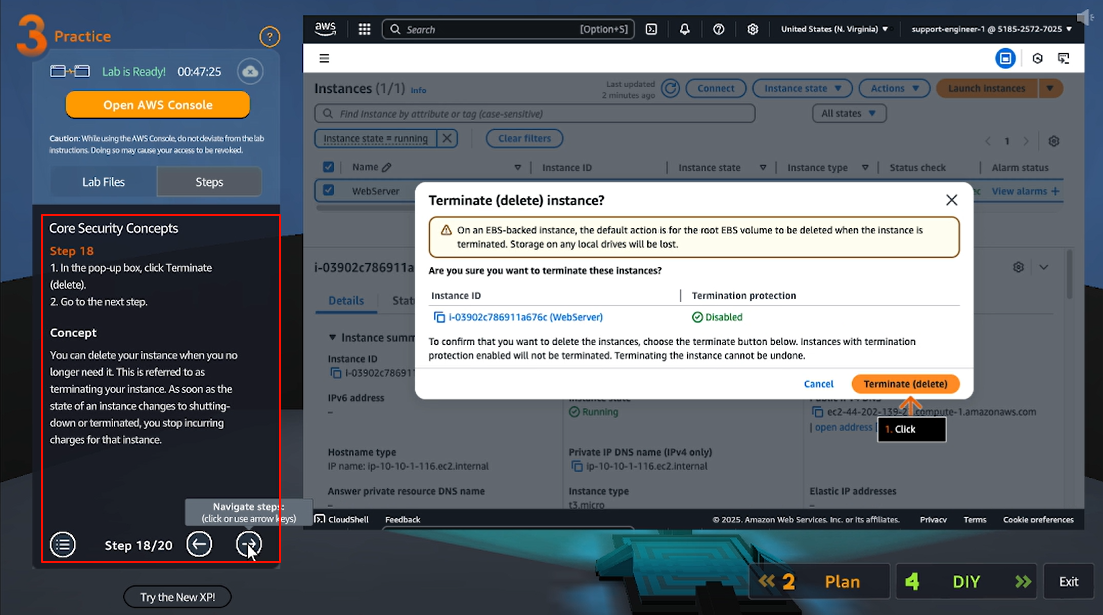 3 Practice
?
Lab is Ready! 00:47:25
Open AWS Console
Caution: While using the AWS Console, do not deviate from the lab
instructions. Doing so may cause your access to be revoked.
Lab Files
Steps
Core Security Concepts
Step 18
1. In the pop-up box, click Terminate
(delete).
2. Go to the next step.
Concept
You can delete your instance when you no
longer need it. This is referred to as
terminating your instance. As soon as the
state of an instance changes to shutting-
down or terminated, you stop incurring
charges for that instance.
Navigate steps:
(click or use arrow keys)
Step 18/20
Try the New XP!
aws
Search
[Option+S]
United States (N. Virginia)
support-engineer-1 @ 5185-2572-7025
Instances (1/1) Info
Last updated
2 minutes ago
Connect
Instance state
Actions
Launch Instances
Find Instance by attribute or tag (case-sensitive)
All states
Instance state = running
Clear filters
1
Name
Instance ID
Instance state
Instance type
Status check
Alarm status
WebServer
View alarms +
Terminate (delete) instance?
On an EBS-backed instance, the default action is for the root EBS volume to be deleted when the instance is
terminated. Storage on any local drives will be lost.
Are you sure you want to terminate these instances?
Instance ID
Termination protection
i-03902c786911a676c (WebServer)
Disabled
To confirm that you want to delete the instances, choose the terminate button below. Instances with termination
protection enabled will not be terminated. Terminating the instance cannot be undone.
Cancel
Terminate (delete)
1. Click
i-03902c786911a
Details
Instance ID
i-03902c786911
IPv6 address
–
Running
ec2-44-202-139-2 compute-1.amazonaws.com
| open address
Hostname type
IP name: ip-10-10-1-116.ec2.internal
Private IP DNS name (IPv4 only)
ip-10-10-1-116.ec2.internal
Answer private resource DNS name
–
Instance type
t3.micro
Elastic IP addresses
–
CloudShell
Feedback
© 2025, Amazon Web Services, Inc. or its affiliates.
Privacy
Terms
Cookie preferences
2 Plan
4 DIY
Exit